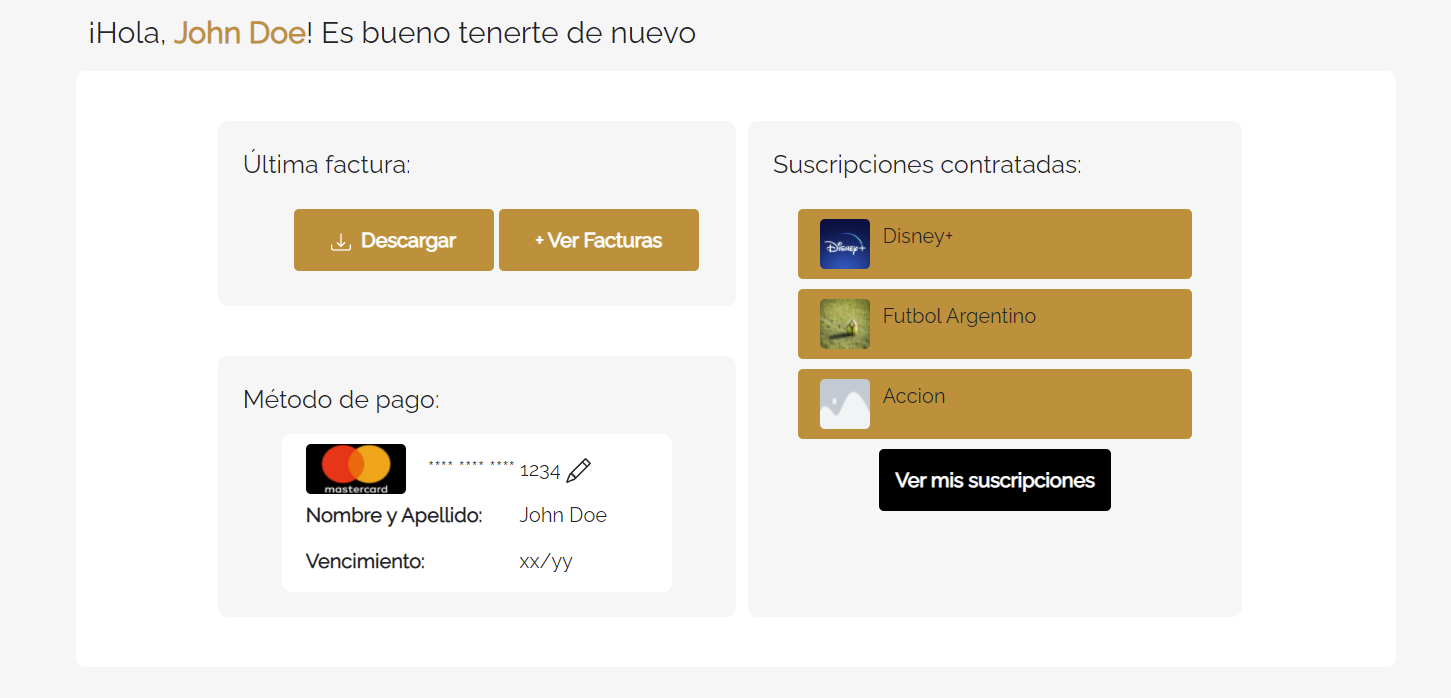 ¡Hola, John Doe! Es bueno tenerte de nuevo
Última factura:
Descargar
+ Ver Facturas
Método de pago:
mastercard
**** **** **** 1234
Nombre y Apellido: John Doe
Vencimiento: xx/yy
Suscripciones contratadas:
Disney+
Disney+
Futbol Argentino
Accion
Ver mis suscripciones